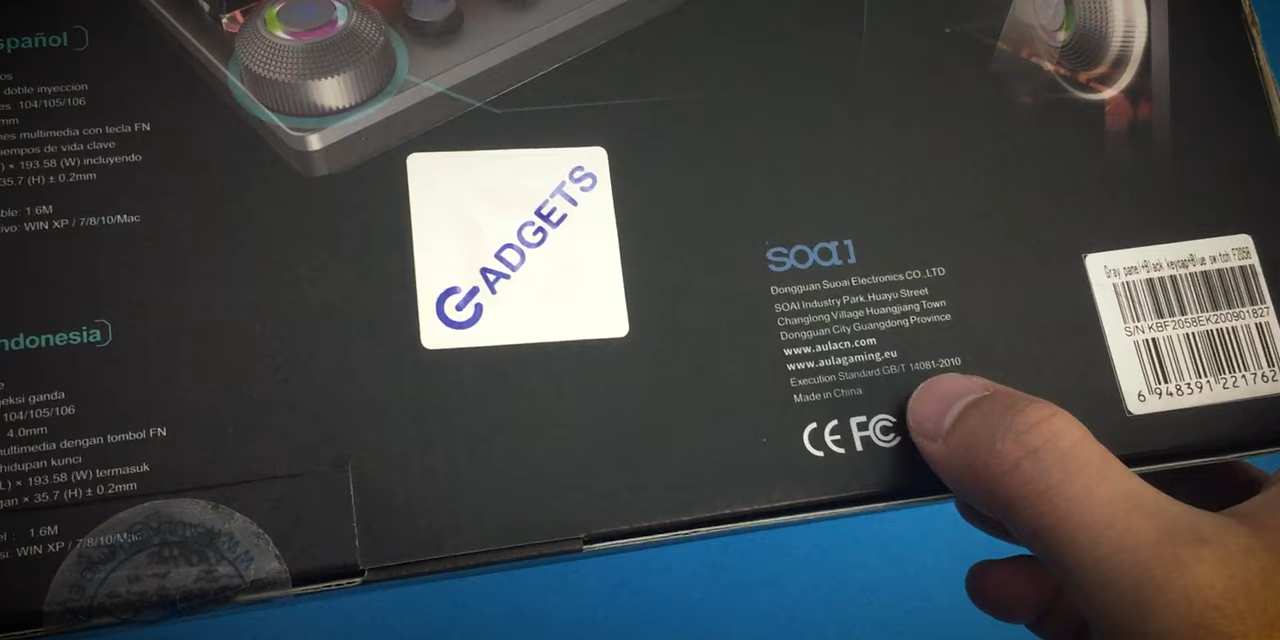 spañol
os
doble inyeccion
es 104/105/106
mm
nes multimedia con tecla FN
iempos de vida clave
) × 193.58 (W) incluyendo
35.7 (H) ± 0.2mm
ble: 1.6M
ivo: WIN XP / 7/8/10/Mac
ndonesia
e
eksi ganda
104/105/106
4.0mm
ultimedia dengan tombol FN
hidupan kunci
L) × 193.58 (W) termasuk
gan × 35.7 (H) ± 0.2mm
el : 1.6M
si: WIN XP / 7/8/10/Mac
GADGETS
soai
Dongguan Suoai Electronics CO.,LTD
SOAI Industry Park.Huayu Street
Changlong Village Huangjiang Town
Dongguan City Guangdong Province
www.aulacn.com
www.aulagaming.eu
Execution Standard GB/T 14081-2010
Made in China
CE FC
Gray panel+Black keycap+Blue switch F2058
S/N KBF2058EK200901827
6 948391 221762